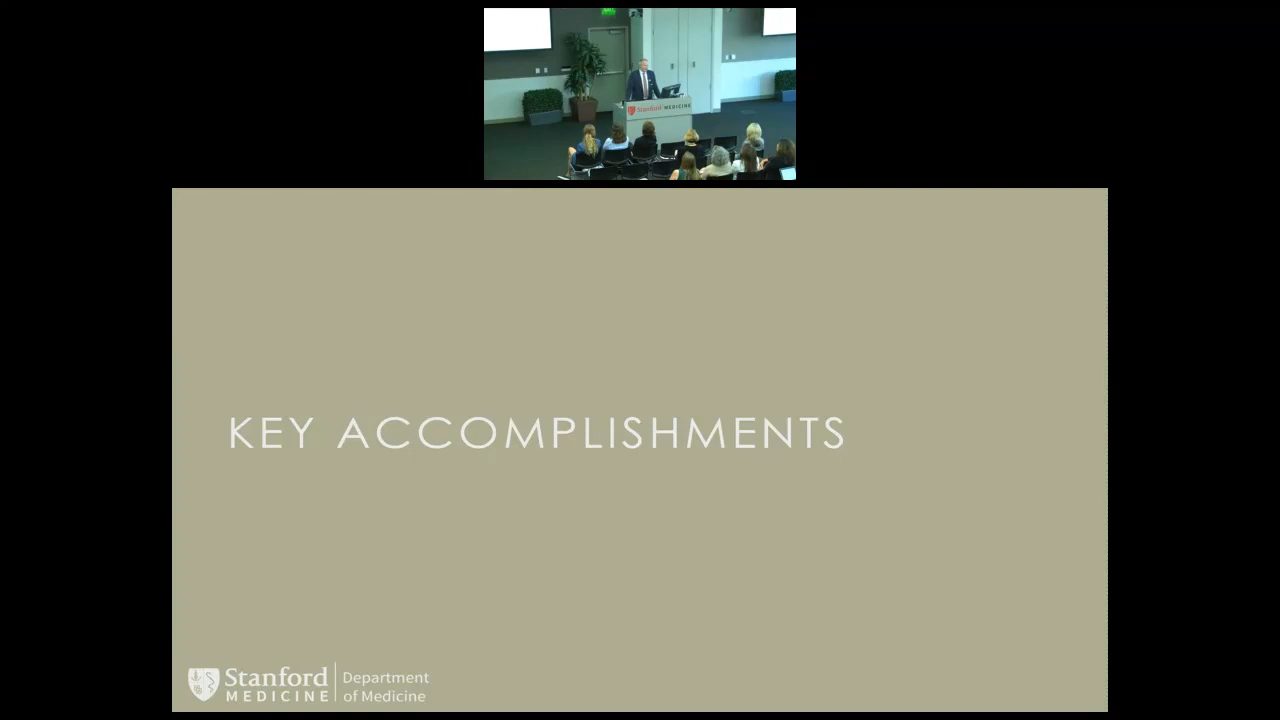 Stanford MEDICINE
KEY ACCOMPLISHMENTS
Stanford
MEDICINE
Department
of Medicine